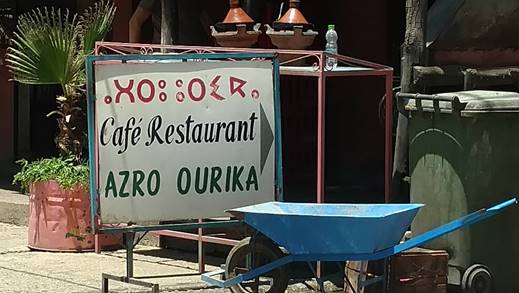 ⴰⵣⵔⵓ ⵓⵔⵉⴽⴰ
Café Restaurant
AZRO OURIKA